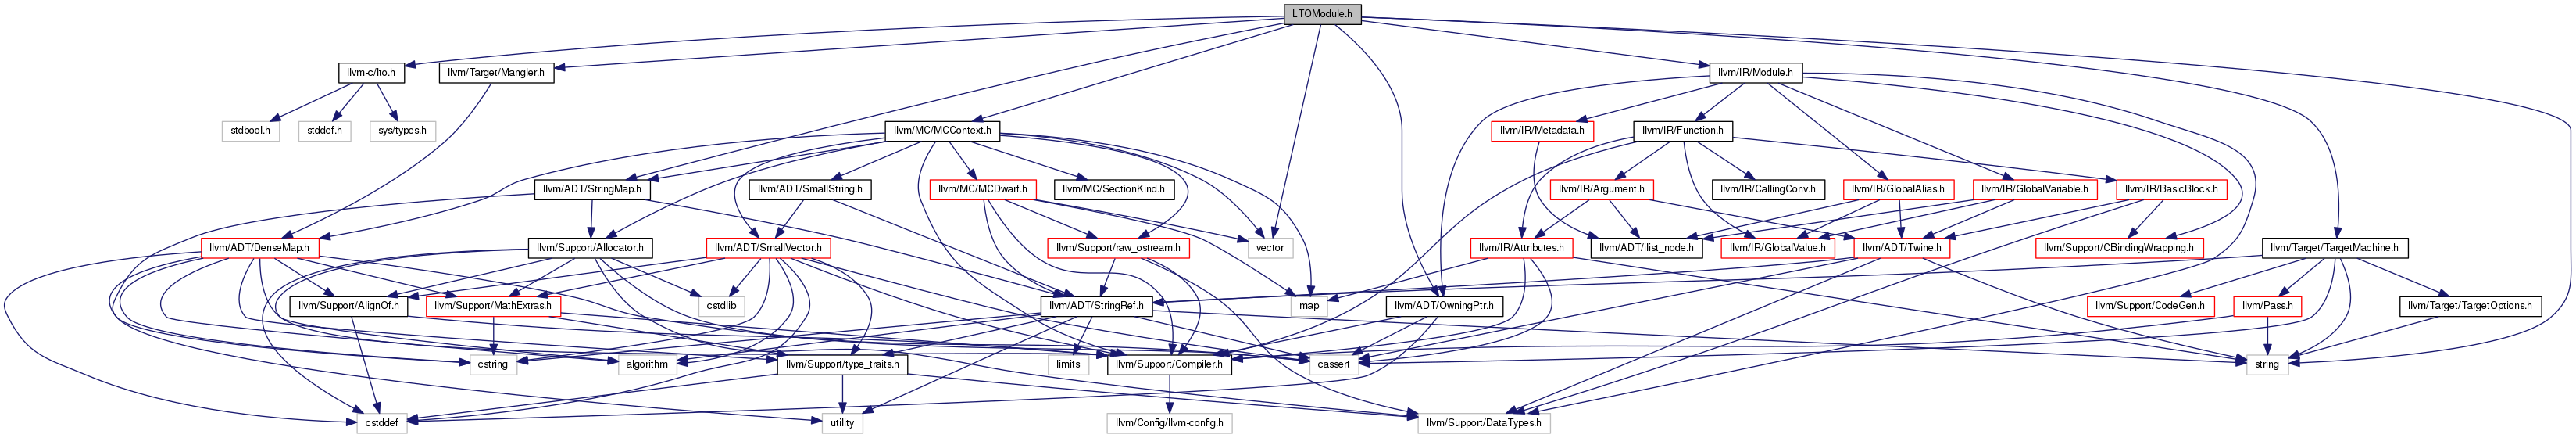 LTOModule.h
llvm-c/lto.h
llvm/Target/Mangler.h
llvm/IR/Module.h
stdbool.h
stddef.h
sys/types.h
llvm/MC/MCContext.h
llvm/IR/Metadata.h
llvm/IR/Function.h
llvm/ADT/StringMap.h
llvm/ADT/SmallString.h
llvm/MC/MCDwarf.h
llvm/MC/SectionKind.h
llvm/IR/Argument.h
llvm/IR/CallingConv.h
llvm/IR/GlobalAlias.h
llvm/IR/GlobalVariable.h
llvm/IR/BasicBlock.h
llvm/ADT/DenseMap.h
llvm/Support/Allocator.h
llvm/ADT/SmallVector.h
llvm/Support/raw_ostream.h
vector
llvm/IR/Attributes.h
llvm/ADT/ilist_node.h
llvm/IR/GlobalValue.h
llvm/ADT/Twine.h
llvm/Support/CBindingWrapping.h
llvm/Target/TargetMachine.h
llvm/Support/AlignOf.h
llvm/Support/MathExtras.h
cstdlib
llvm/ADT/StringRef.h
map
llvm/ADT/OwningPtr.h
llvm/Support/CodeGen.h
llvm/Pass.h
llvm/Target/TargetOptions.h
cstring
algorithm
llvm/Support/type_traits.h
limits
llvm/Support/Compiler.h
cassert
string
cstddef
utility
llvm/Config/llvm-config.h
llvm/Support/DataTypes.h